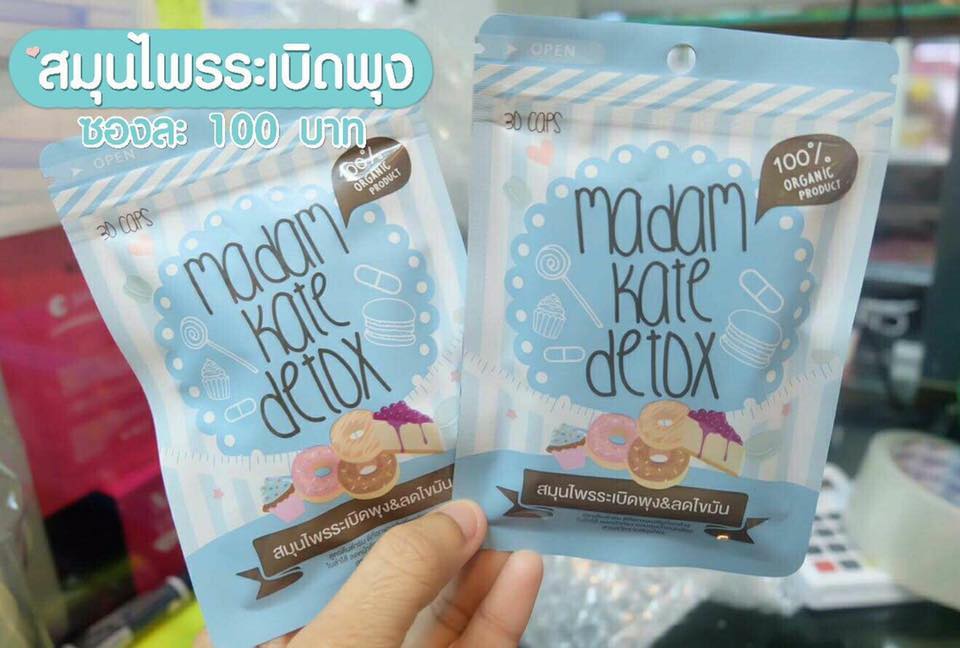 สมุนไพรระเบิดพุง
ซองละ 100 บาท
OPEN
30 CAPS
100%
ORGANIC
PRODUCT
madam
kate
detox
สมุนไพรระเบิดพุง&ลดไขมัน
OPEN
30 CAPS
100%
ORGANIC
PRODUCT
madam
kate
detox
สมุนไพรระเบิดพุง&ลดไขมัน